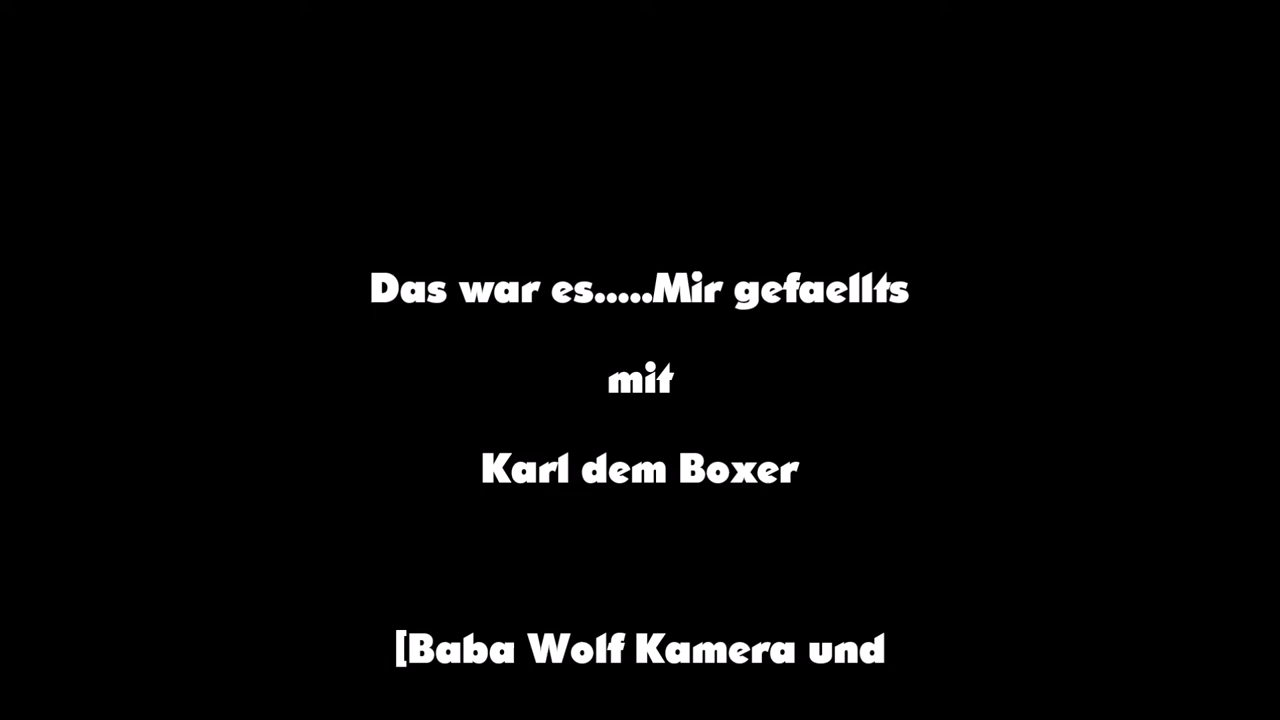 Das war es.....Mir gefaellts
mit
Karl dem Boxer
[Baba Wolf Kamera und